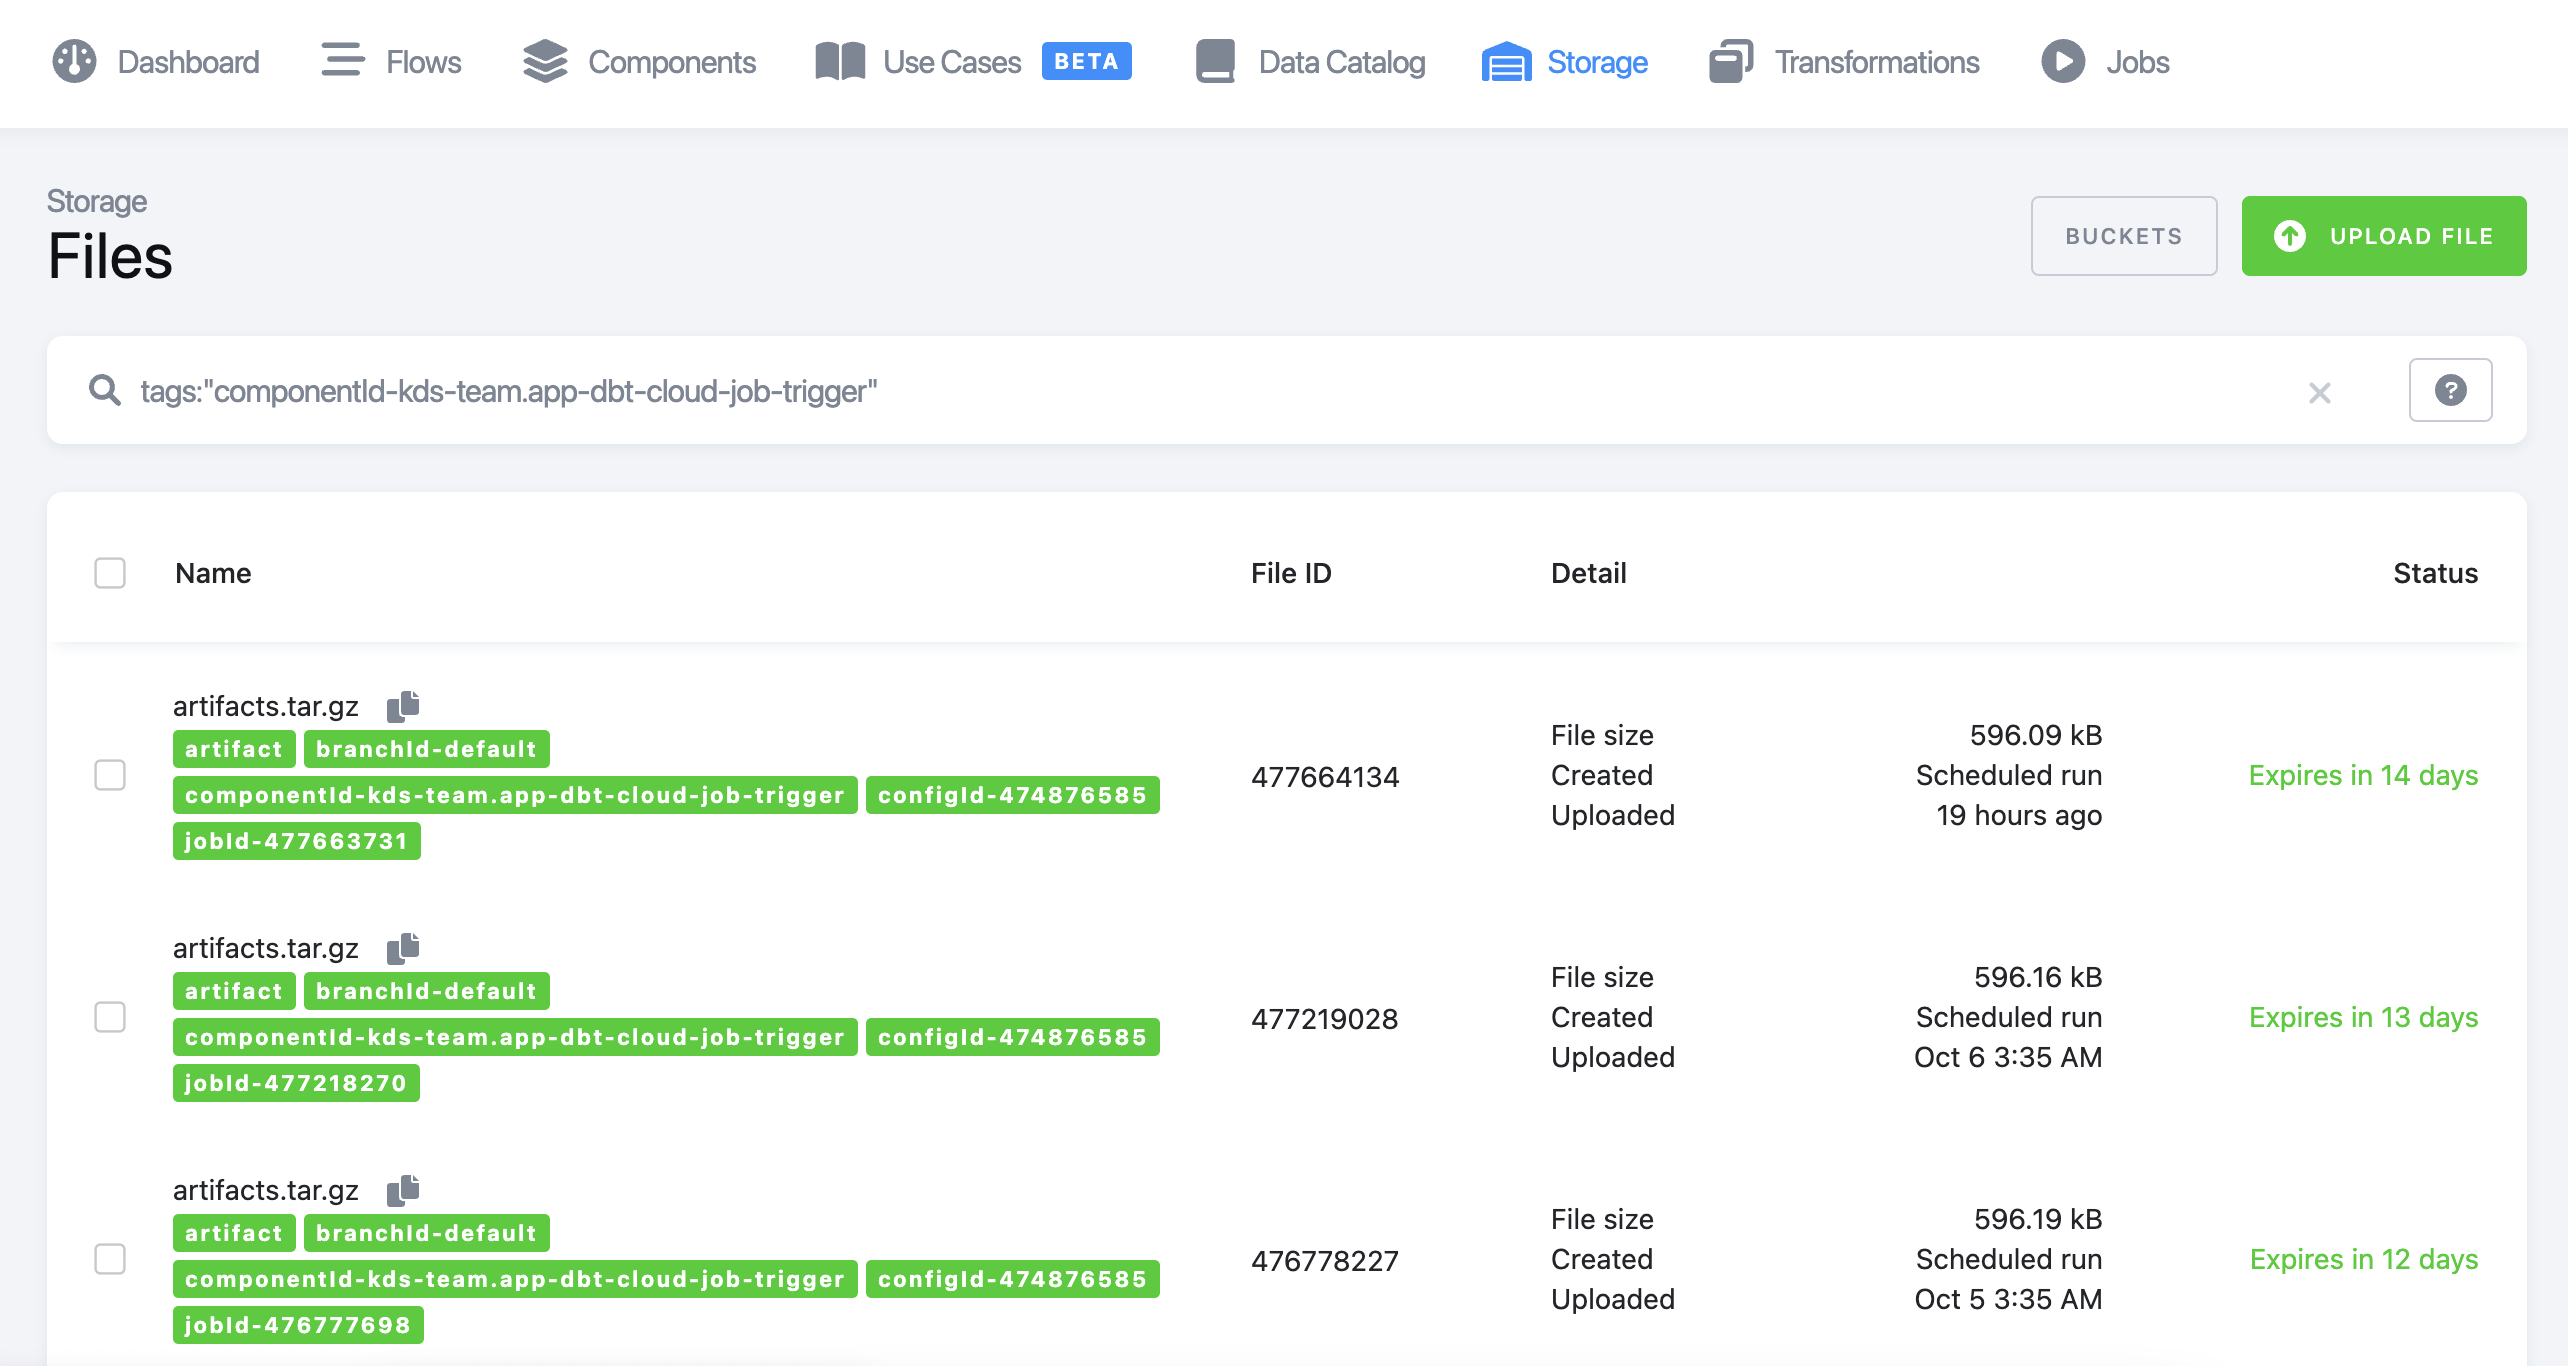 Dashboard Flows Components Use Cases BETA Data Catalog Storage Transformations Jobs
Storage
Files
BUCKETS UPLOAD FILE
tags:"componentId-kds-team.app-dbt-cloud-job-trigger"
Name File ID Detail Status
artifacts.tar.gz
artifact branchId-default
componentId-kds-team.app-dbt-cloud-job-trigger configId-474876585
jobId-477663731
477664134
File size 596.09 kB
Created Scheduled run
Uploaded 19 hours ago
Expires in 14 days
artifacts.tar.gz
artifact branchId-default
componentId-kds-team.app-dbt-cloud-job-trigger configId-474876585
jobId-477218270
477219028
File size 596.16 kB
Created Scheduled run
Uploaded Oct 6 3:35 AM
Expires in 13 days
artifacts.tar.gz
artifact branchId-default
componentId-kds-team.app-dbt-cloud-job-trigger configId-474876585
jobId-476777698
476778227
File size 596.19 kB
Created Scheduled run
Uploaded Oct 5 3:35 AM
Expires in 12 days